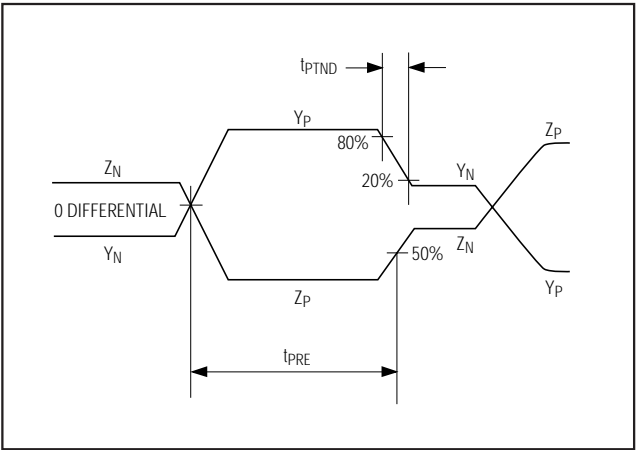 tPTND
YP
80%
ZP
ZN
20%
YN
0 DIFFERENTIAL
YN
ZN
50%
ZP
YP
tPRE